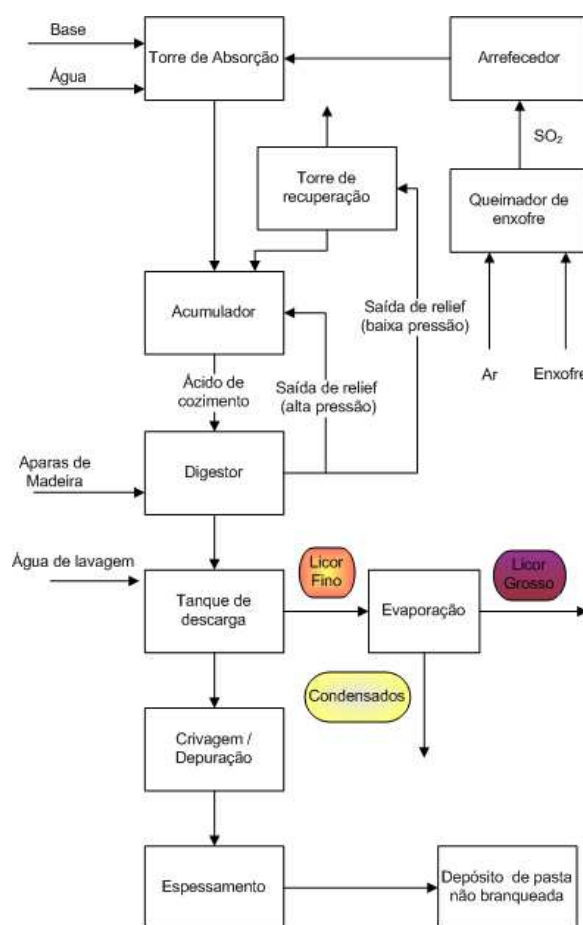 Base
Água
Torre de Absorção
Arrefecedor
SO₂
Torre de
recuperação
Queimador de
enxofre
Acumulador
Saída de relief
(baixa pressão)
Ar
Enxofre
Ácido de
cozimento
Saída de relief
(alta pressão)
Aparas de
Madeira
Digestor
Água de lavagem
Tanque de
descarga
Licor
Fino
Evaporação
Licor
Grosso
Condensados
Crivagem /
Depuração
Espessamento
Depósito de pasta
não branqueada